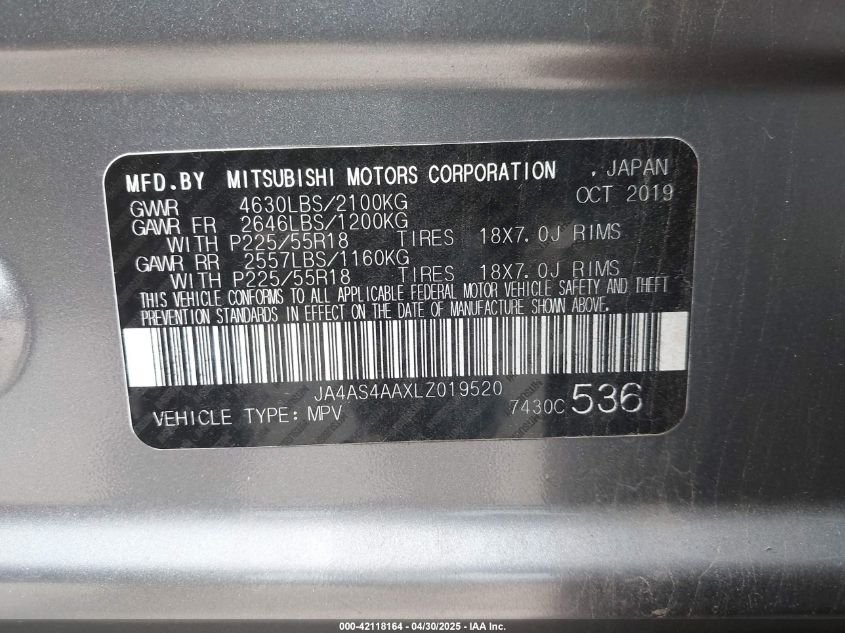 MFD.BY MITSUBISHI MOTORS CORPORATION , JAPAN
OCT 2019
GVWR 4630LBS/2100KG
GAWR FR 2646LBS/1200KG
WITH P225/55R18 TIRES 18X7.0J RIMS
GAWR RR 2557LBS/1160KG
WITH P225/55R18 TIRES 18X7.0J RIMS
THIS VEHICLE CONFORMS TO ALL APPLICABLE FEDERAL MOTOR VEHICLE SAFETY AND THEFT
PREVENTION STANDARDS IN EFFECT ON THE DATE OF MANUFACTURE SHOWN ABOVE.
JA4AS4AAXLZ019520
VEHICLE TYPE: MPV 7430C 536
000-42118164 - 04/30/2025 - IAA Inc.